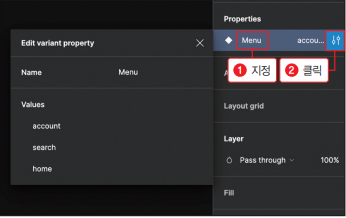 Properties
Edit variant property
Menu
accou...
Name
Menu
❶ 지정
❷ 클릭
Values
account
search
home
Layout grid
Layer
Pass through
100%
Fill